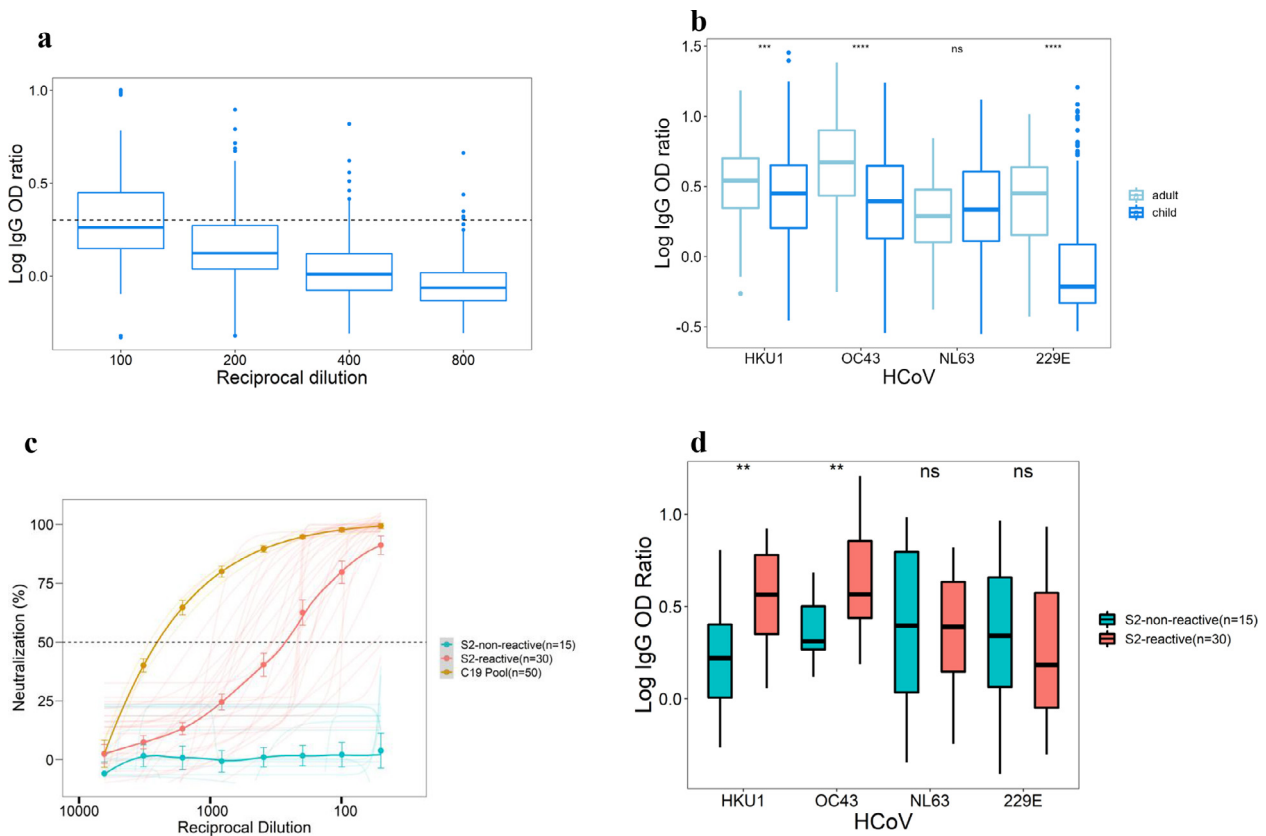 a
1.0
0.5
0.0
Log IgG OD ratio
100 200 400 800
Reciprocal dilution
b
1.5
1.0
0.5
0.0
-0.5
Log IgG OD ratio
*** **** ns ****
HKU1 OC43 NL63 229E
HCoV
adult
child
c
100
75
50
25
0
Neutralization (%)
10000 1000 100
Reciprocal Dilution
S2-non-reactive(n=15)
S2-reactive(n=30)
C19 Pool(n=50)
d
1.0
0.5
0.0
Log IgG OD Ratio
** ** ns ns
HKU1 OC43 NL63 229E
HCoV
S2-non-reactive(n=15)
S2-reactive(n=30)